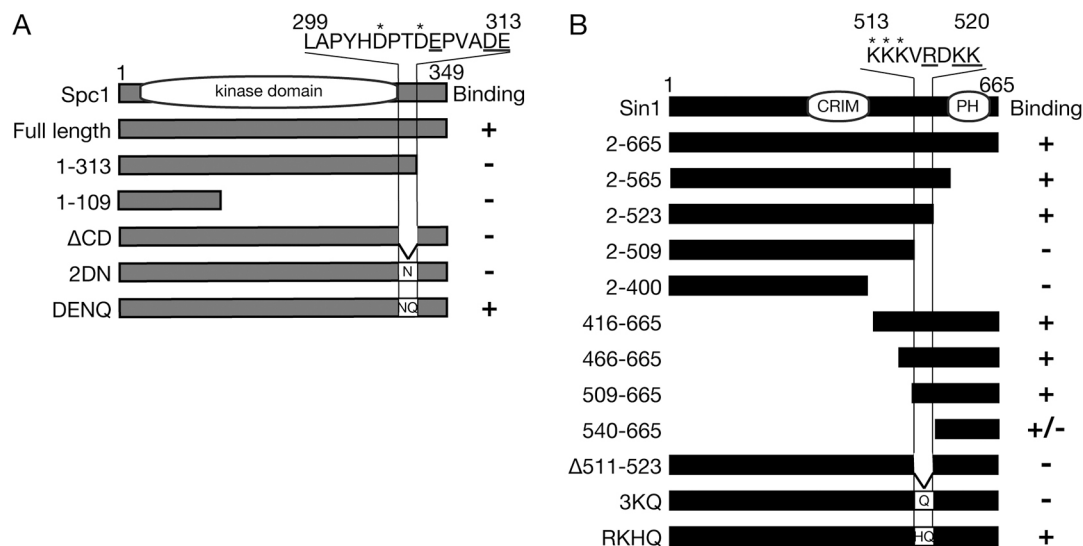 A
299 * * 313
LAPYHDPTDEPVADE
1 349
Spc1 kinase domain Binding
Full length +
1-313 -
1-109 -
ΔCD -
2DN N -
DENQ NQ +
B
513 520
* * *
KKKVRDKK
1 665
Sin1 CRIM PH Binding
2-665 +
2-565 +
2-523 +
2-509 -
2-400 -
416-665 +
466-665 +
509-665 +
540-665 +/-
Δ511-523 -
3KQ Q -
RKHQ HQ +